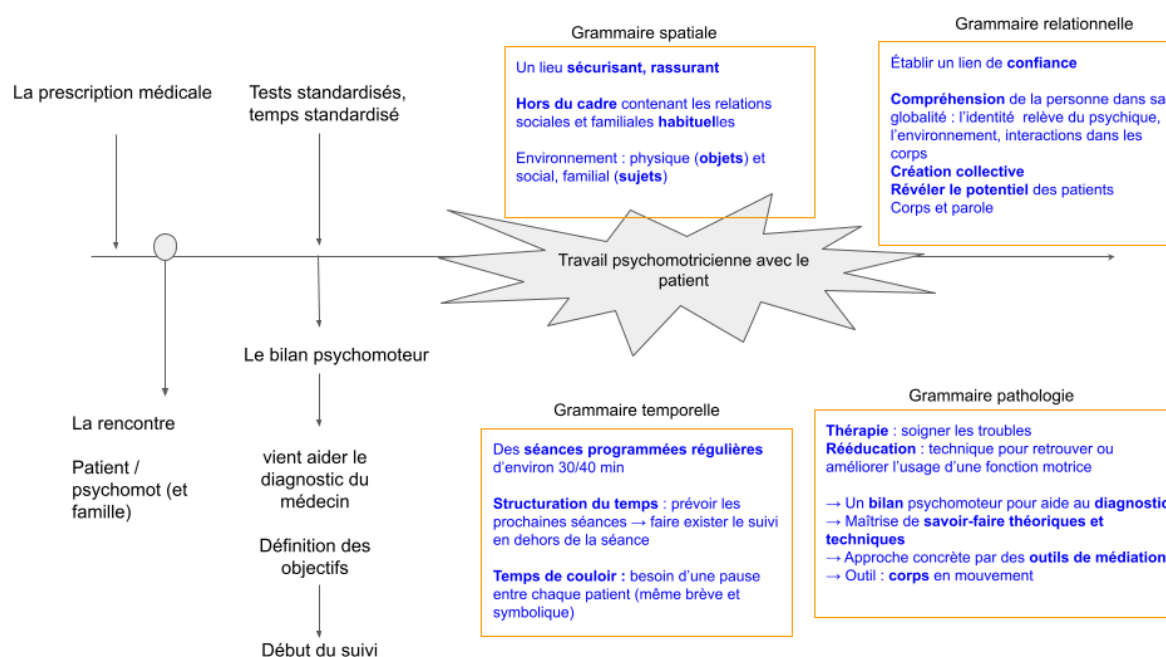 La prescription médicale
Tests standardisés,
temps standardisé
Grammaire spatiale
Un lieu sécurisant, rassurant
Hors du cadre contenant les relations
sociales et familiales habituelles
Environnement : physique (objets) et
social, familial (sujets)
Grammaire relationnelle
Établir un lien de confiance
Compréhension de la personne dans sa
globalité : l'identité relève du psychique,
l'environnement, interactions dans les
corps
Création collective
Révéler le potentiel des patients
Corps et parole
Travail psychomotricienne avec le
patient
La rencontre
Patient /
psychomot (et
famille)
Le bilan psychomoteur
vient aider le
diagnostic du
médecin
Définition des
objectifs
Début du suivi
Grammaire temporelle
Des séances programmées régulières
d'environ 30/40 min
Structuration du temps : prévoir les
prochaines séances → faire exister le suivi
en dehors de la séance
Temps de couloir : besoin d'une pause
entre chaque patient (même brève et
symbolique)
Grammaire pathologie
Thérapie : soigner les troubles
Rééducation : technique pour retrouver ou
améliorer l'usage d'une fonction motrice
→ Un bilan psychomoteur pour aide au diagnostic
→ Maîtrise de savoir-faire théoriques et
techniques
→ Approche concrète par des outils de médiation
→ Outil : corps en mouvement